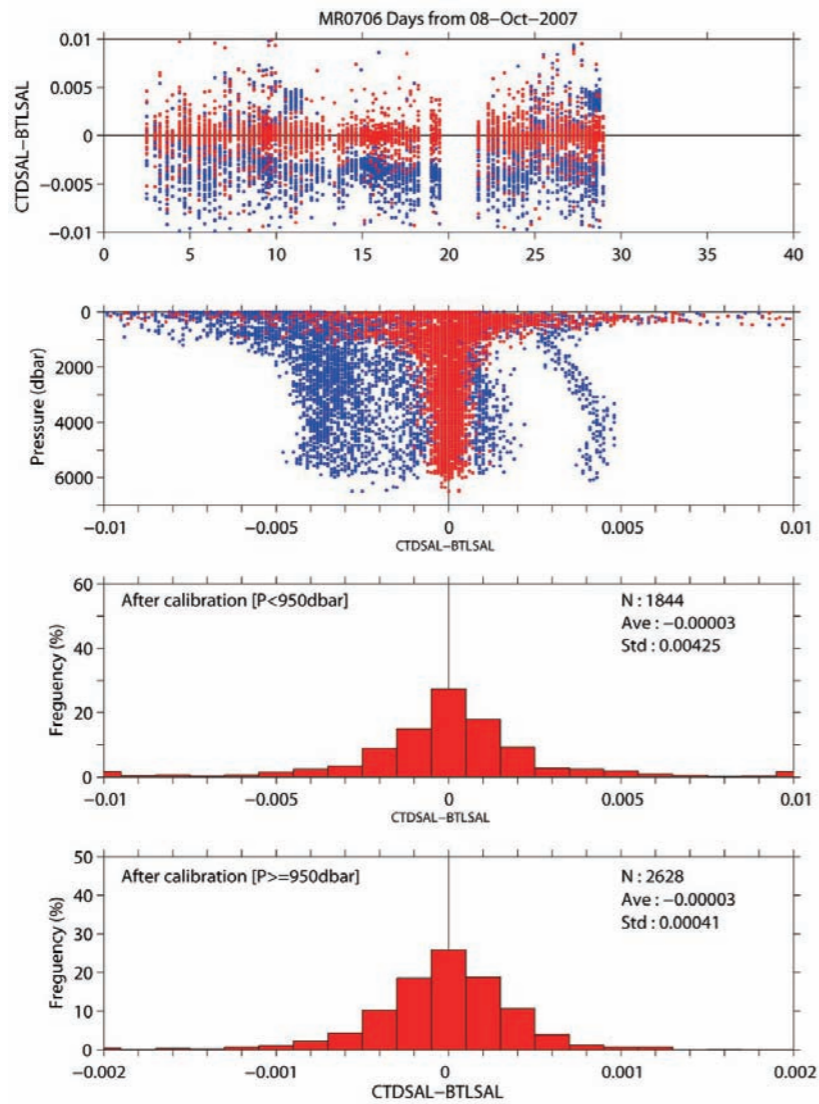 MR0706 Days from 08−Oct−2007
CTDSAL−BTLSAL
0.01
0.005
0
−0.005
−0.01
0 5 10 15 20 25 30 35 40
Pressure (dbar)
0
2000
4000
6000
−0.01 −0.005 0 0.005 0.01
CTDSAL−BTLSAL
Freguency (%)
60
40
20
0
After calibration [P<950dbar]
N : 1844
Ave : −0.00003
Std : 0.00425
−0.01 −0.005 0 0.005 0.01
CTDSAL−BTLSAL
Freguency (%)
50
40
30
20
10
0
After calibration [P>=950dbar]
N : 2628
Ave : −0.00003
Std : 0.00041
−0.002 −0.001 0 0.001 0.002
CTDSAL−BTLSAL